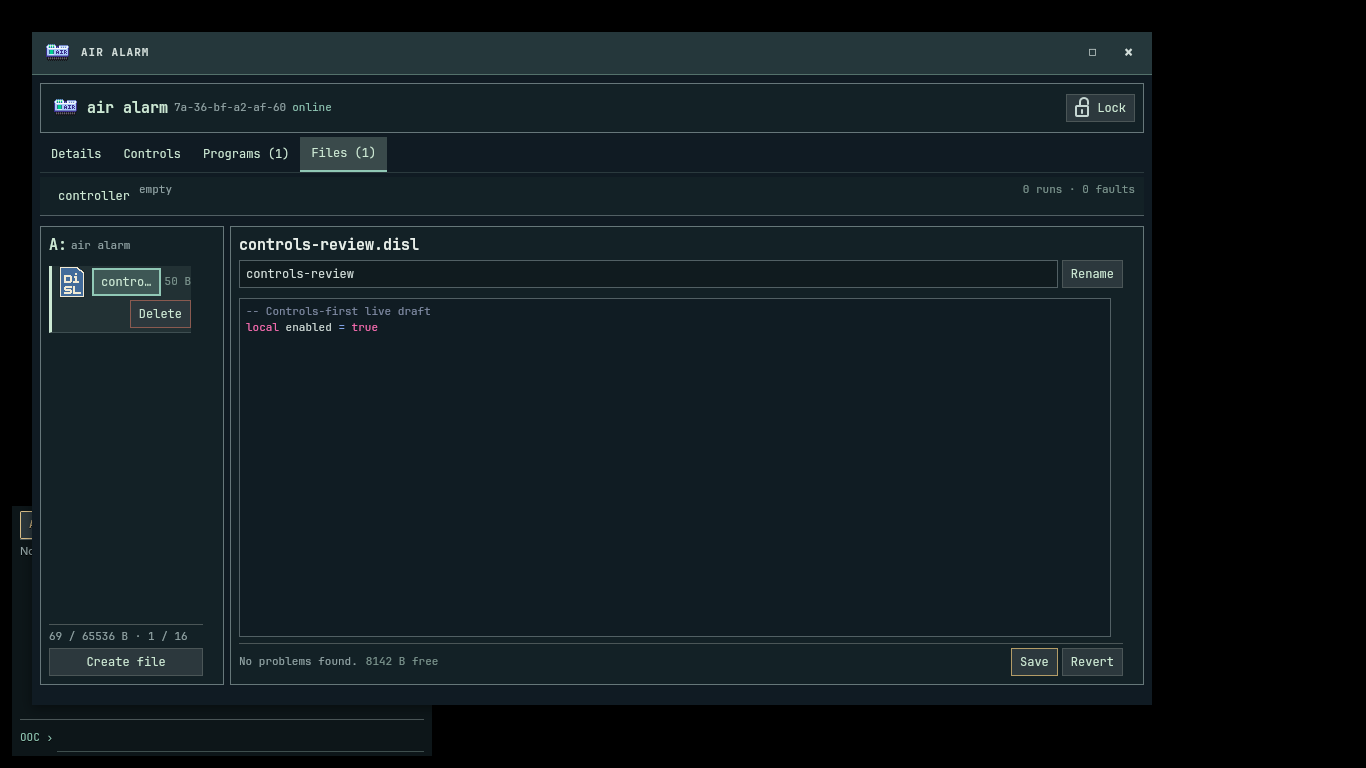 AIR ALARM
air alarm 7a-36-bf-a2-af-60 online
Lock
Details Controls Programs (1) Files (1)
controller empty
0 runs · 0 faults
A: air alarm
contro… 50 B
Delete
69 / 65536 B · 1 / 16
Create file
controls-review.disl
controls-review
Rename
-- Controls-first live draft
local enabled = true
No problems found. 8142 B free
Save
Revert
OOC ›